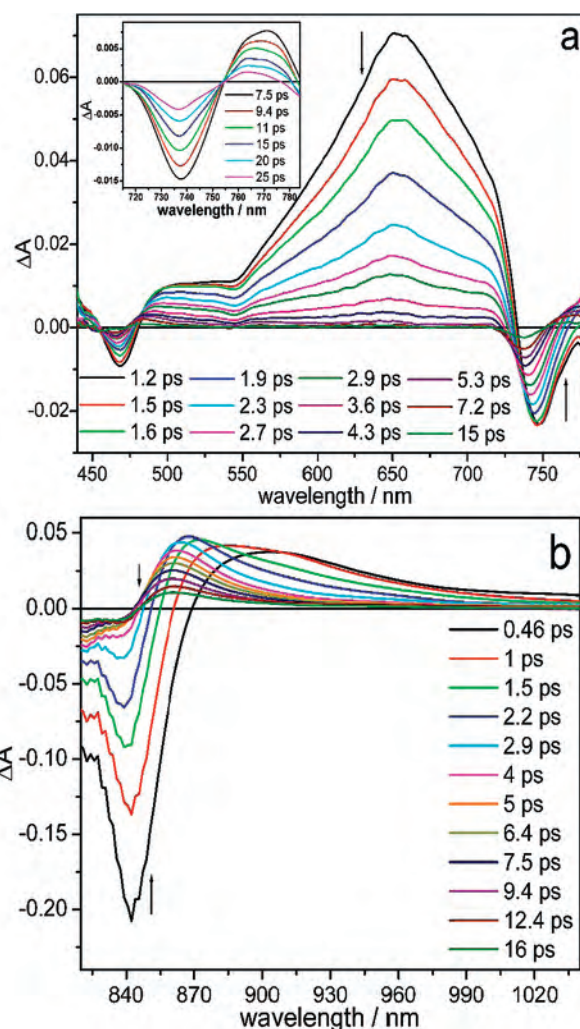 a
0.005
0.000
-0.005
-0.010
-0.015
ΔA
7.5 ps
9.4 ps
11 ps
15 ps
20 ps
25 ps
720 730 740 750 760 770 780
wavelength / nm
0.06
0.04
0.02
0.00
-0.02
ΔA
1.2 ps 1.9 ps 2.9 ps 5.3 ps
1.5 ps 2.3 ps 3.6 ps 7.2 ps
1.6 ps 2.7 ps 4.3 ps 15 ps
450 500 550 600 650 700 750
wavelength / nm
b
0.05
0.00
-0.05
-0.10
-0.15
-0.20
ΔA
0.46 ps
1 ps
1.5 ps
2.2 ps
2.9 ps
4 ps
5 ps
6.4 ps
7.5 ps
9.4 ps
12.4 ps
16 ps
840 870 900 930 960 990 1020
wavelength / nm